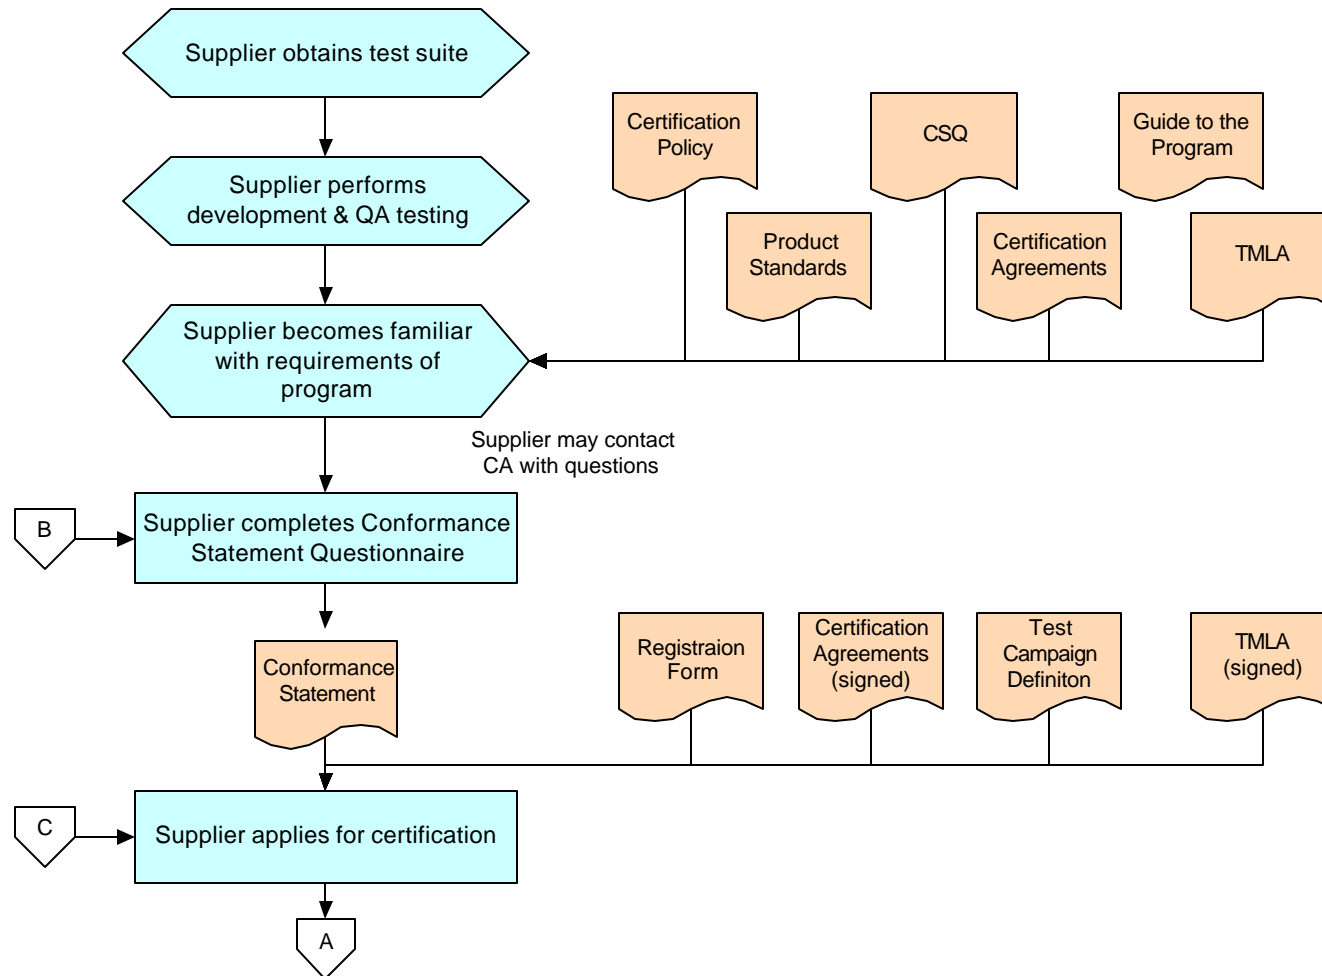 Supplier obtains test suite
Supplier performs
development & QA testing
Certification
Policy
CSQ
Guide to the
Program
Product
Standards
Certification
Agreements
TMLA
Supplier becomes familiar
with requirements of
program
Supplier may contact
CA with questions
B
Supplier completes Conformance
Statement Questionnaire
Conformance
Statement
Registraion
Form
Certification
Agreements
(signed)
Test
Campaign
Definiton
TMLA
(signed)
C
Supplier applies for certification
A